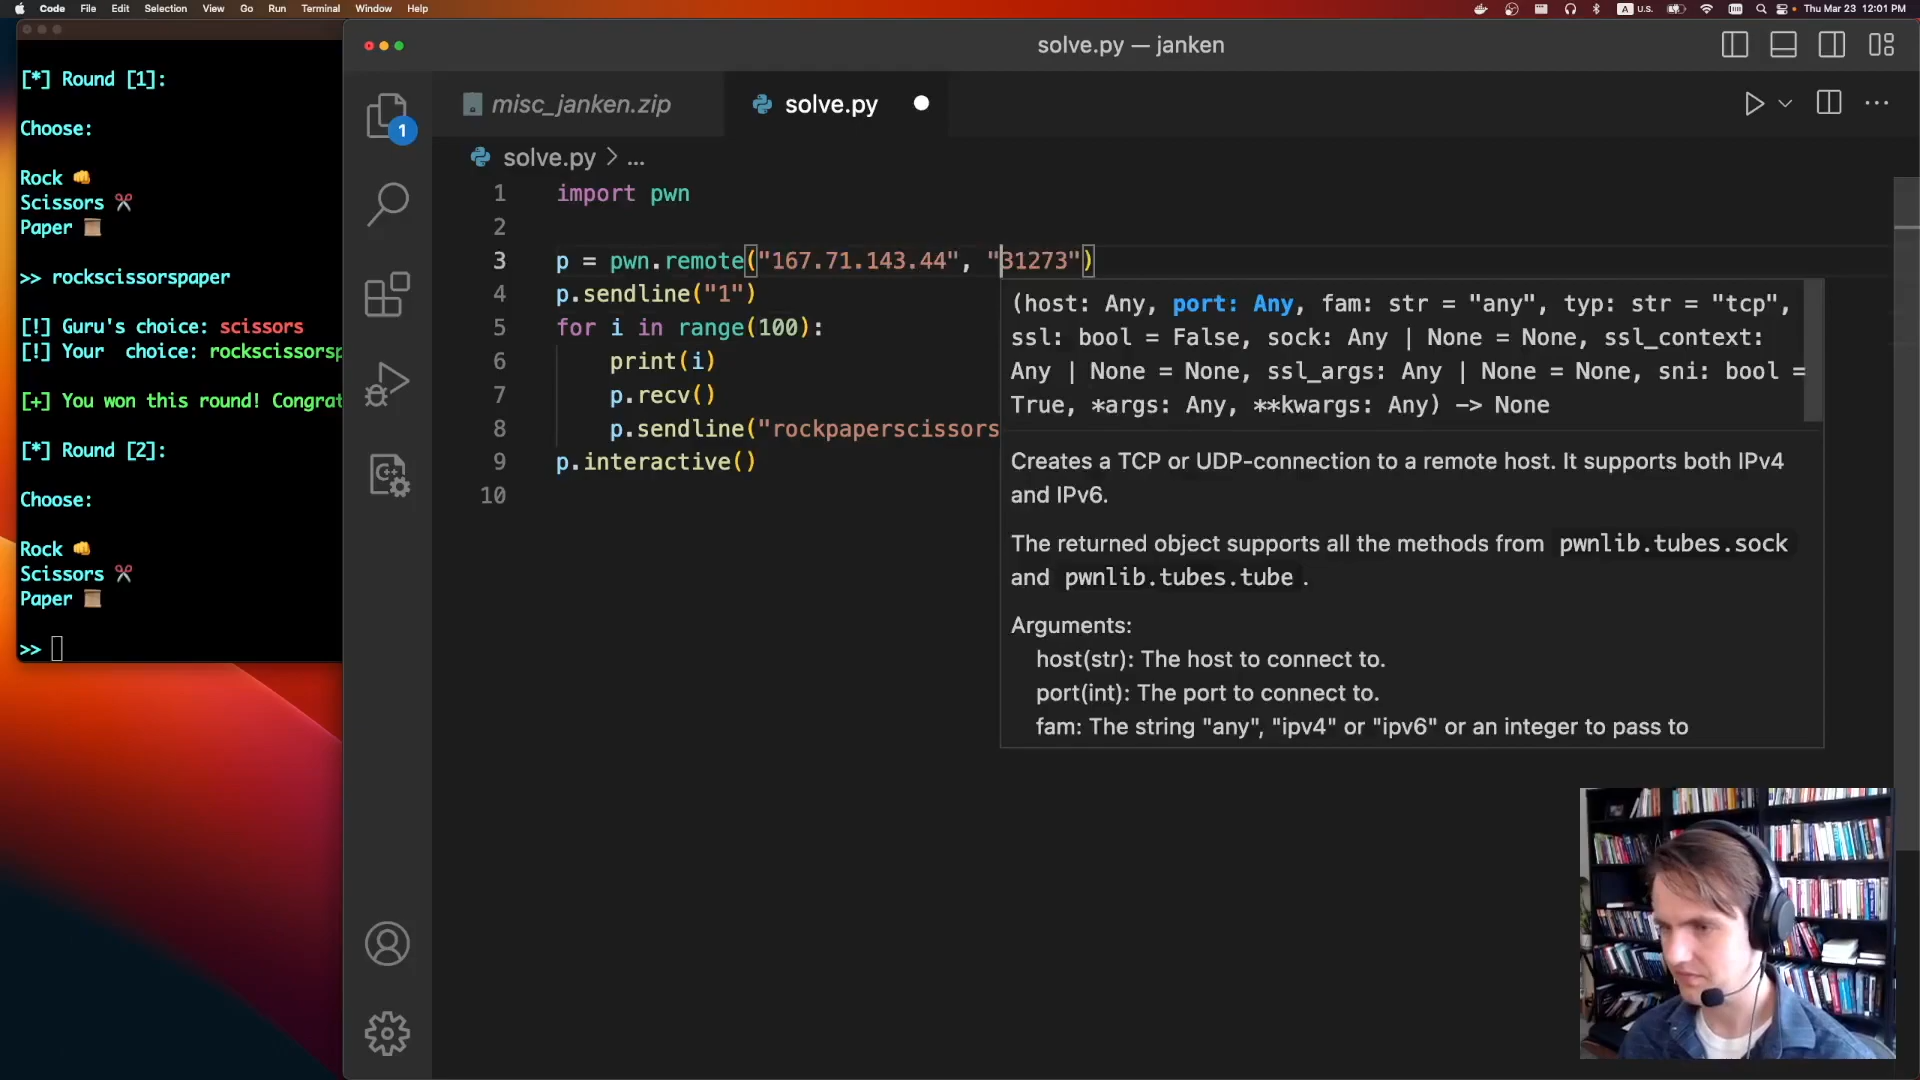 Code File Edit Selection View Go Run Terminal Window Help
A U.S. Thu Mar 23 12:01 PM
[*] Round [1]:
Choose:
Rock 👊
Scissors ✂️
Paper 📜
>> rockscissorspaper
[!] Guru's choice: scissors
[!] Your choice: rockscissorsp
[+] You won this round! Congrat
[*] Round [2]:
Choose:
Rock 👊
Scissors ✂️
Paper 📜
>>
solve.py — janken
misc_janken.zip
solve.py
solve.py > ...
1
1 import pwn
2
3 p = pwn.remote("167.71.143.44", "31273")
4 p.sendline("1")
5 for i in range(100):
6 print(i)
7 p.recv()
8 p.sendline("rockpaperscissors
9 p.interactive()
10
(host: Any, port: Any, fam: str = "any", typ: str = "tcp",
ssl: bool = False, sock: Any | None = None, ssl_context:
Any | None = None, ssl_args: Any | None = None, sni: bool =
True, *args: Any, **kwargs: Any) -> None
Creates a TCP or UDP-connection to a remote host. It supports both IPv4
and IPv6.
The returned object supports all the methods from pwnlib.tubes.sock
and pwnlib.tubes.tube .
Arguments:
host(str): The host to connect to.
port(int): The port to connect to.
fam: The string "any", "ipv4" or "ipv6" or an integer to pass to